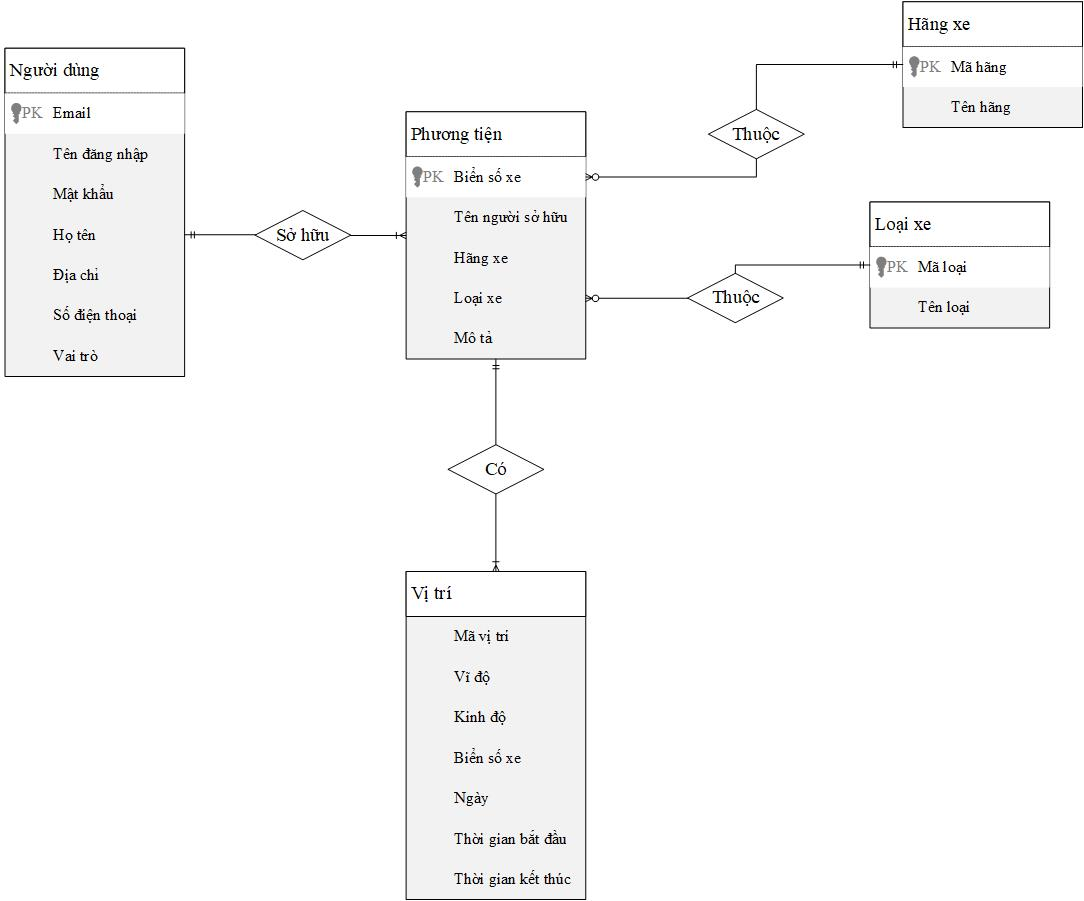 Người dùng
PK Email
Tên đăng nhập
Mật khẩu
Họ tên
Địa chỉ
Số điện thoại
Vai trò
Sở hữu
Phương tiện
PK Biển số xe
Tên người sở hữu
Hãng xe
Loại xe
Mô tả
Thuộc
Hãng xe
PK Mã hãng
Tên hãng
Thuộc
Loại xe
PK Mã loại
Tên loại
Có
Vị trí
Mã vị trí
Vĩ độ
Kinh độ
Biển số xe
Ngày
Thời gian bắt đầu
Thời gian kết thúc